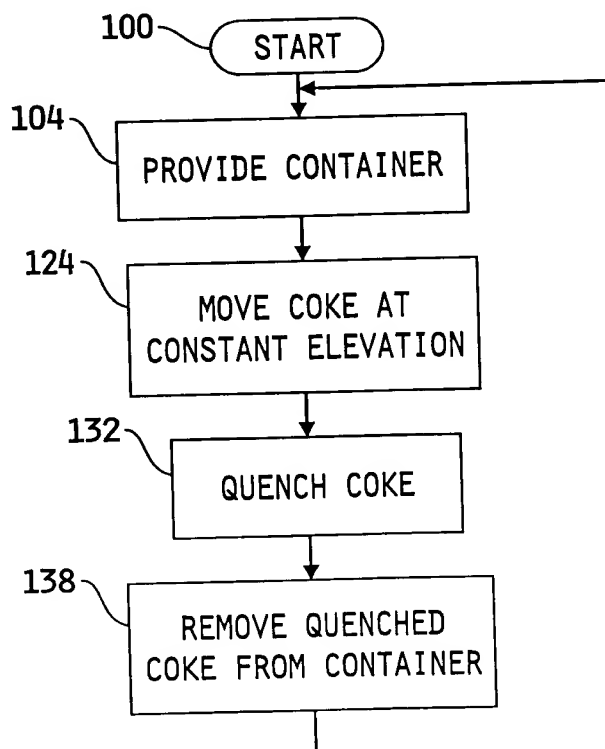 100
START
104
PROVIDE CONTAINER
124
MOVE COKE AT
CONSTANT ELEVATION
132
QUENCH COKE
138
REMOVE QUENCHED
COKE FROM CONTAINER